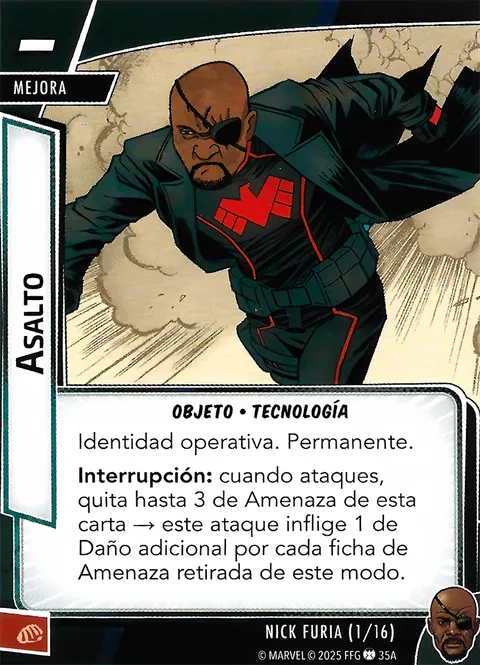 –
MEJORA
ASALTO
OBJETO • TECNOLOGÍA
Identidad operativa. Permanente.
Interrupción: cuando ataques,
quita hasta 3 de Amenaza de esta
carta → este ataque inflige 1 de
Daño adicional por cada ficha de
Amenaza retirada de este modo.
NICK FURIA (1/16)
© MARVEL © 2025 FFG 35A